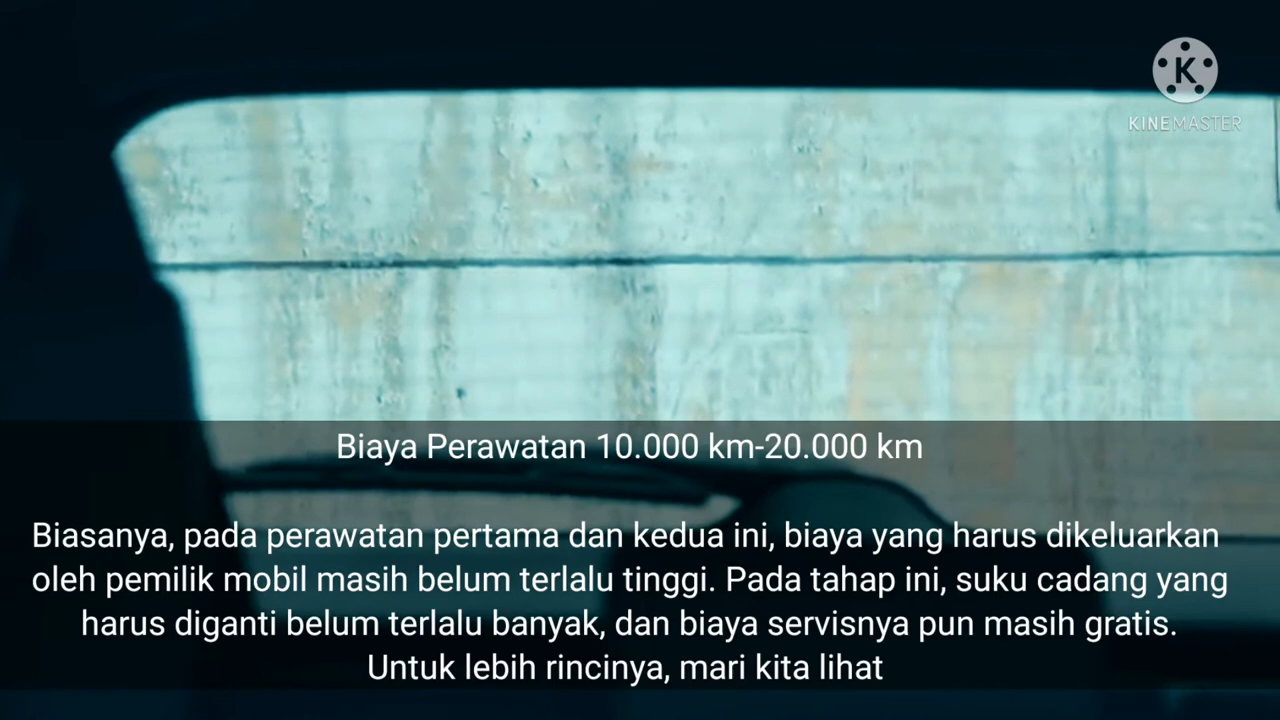 K
KINEMASTER
Biaya Perawatan 10.000 km-20.000 km
Biasanya, pada perawatan pertama dan kedua ini, biaya yang harus dikeluarkan
oleh pemilik mobil masih belum terlalu tinggi. Pada tahap ini, suku cadang yang
harus diganti belum terlalu banyak, dan biaya servisnya pun masih gratis.
Untuk lebih rincinya, mari kita lihat